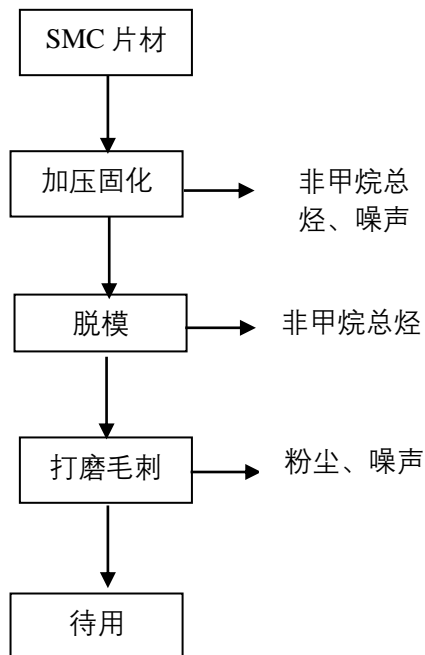 SMC 片材
加压固化
非甲烷总
烃、噪声
脱模
非甲烷总烃
打磨毛刺
粉尘、噪声
待用